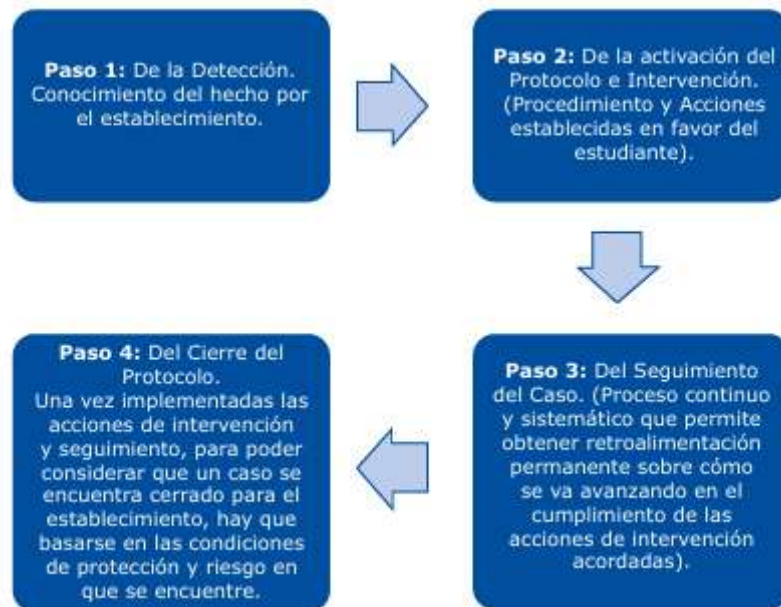 Paso 1: De la Detección.
Conocimiento del hecho por
el establecimiento.
Paso 2: De la activación del
Protocolo e Intervención.
(Procedimiento y Acciones
establecidas en favor del
estudiante).
Paso 3: Del Seguimiento
del Caso. (Proceso continuo
y sistemático que permite
obtener retroalimentación
permanente sobre cómo
se va avanzando en el
cumplimiento de las
acciones de intervención
acordadas).
Paso 4: Del Cierre del
Protocolo.
Una vez implementadas las
acciones de intervención
y seguimiento, para poder
considerar que un caso se
encuentra cerrado para el
establecimiento, hay que
basarse en las condiciones
de protección y riesgo en
que se encuentre.